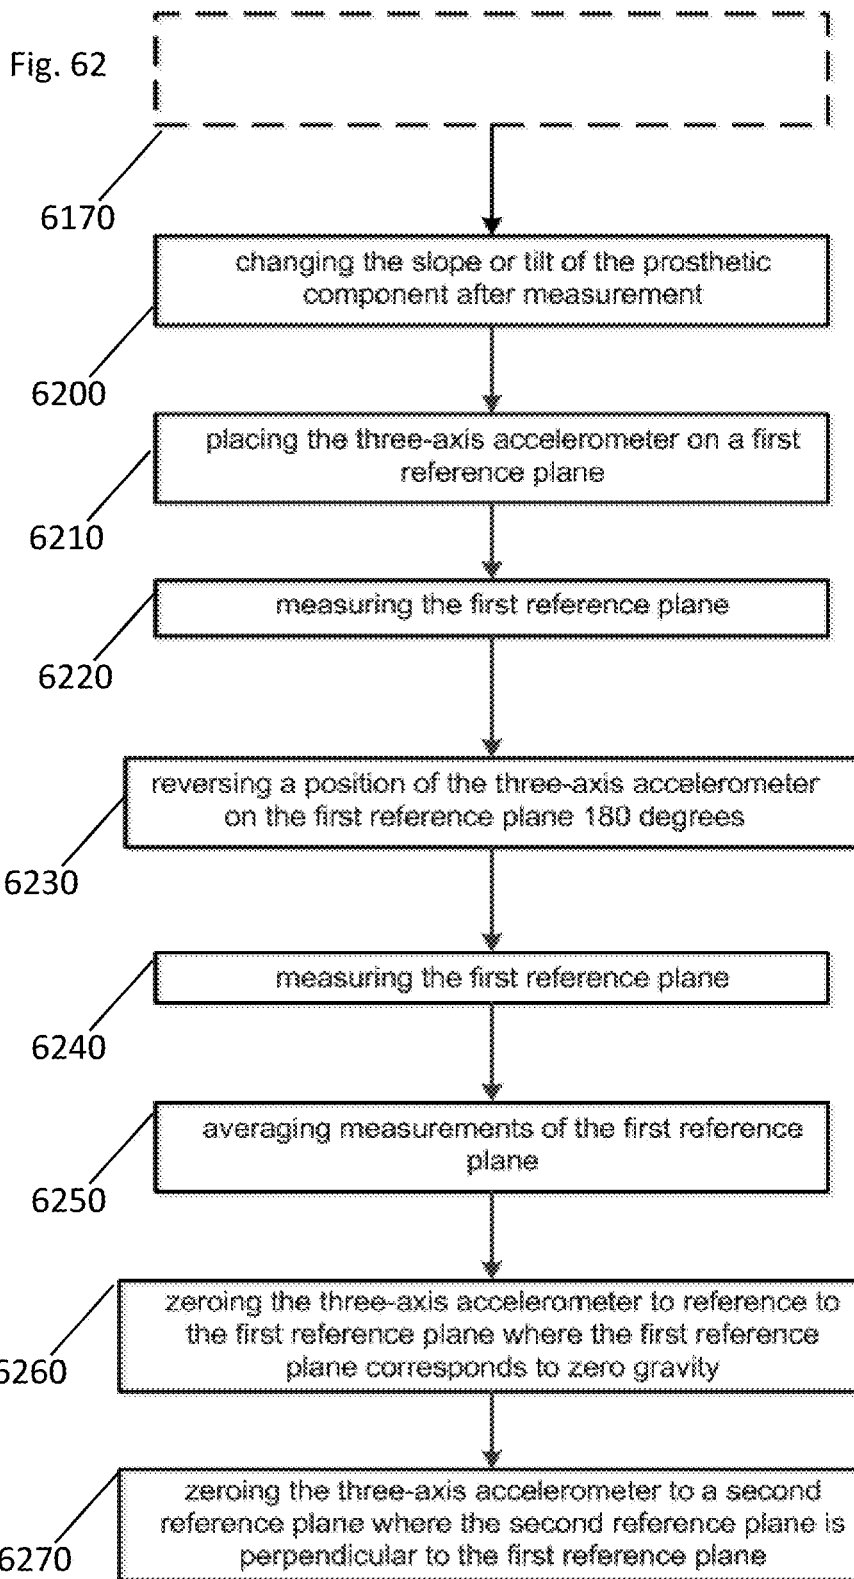 Fig. 62
6170
changing the slope or tilt of the prosthetic
component after measurement
6200
placing the three-axis accelerometer on a first
reference plane
6210
measuring the first reference plane
6220
reversing a position of the three-axis accelerometer
on the first reference plane 180 degrees
6230
measuring the first reference plane
6240
averaging measurements of the first reference
plane
6250
zeroing the three-axis accelerometer to reference to
the first reference plane where the first reference
plane corresponds to zero gravity
6260
zeroing the three-axis accelerometer to a second
reference plane where the second reference plane is
perpendicular to the first reference plane
6270